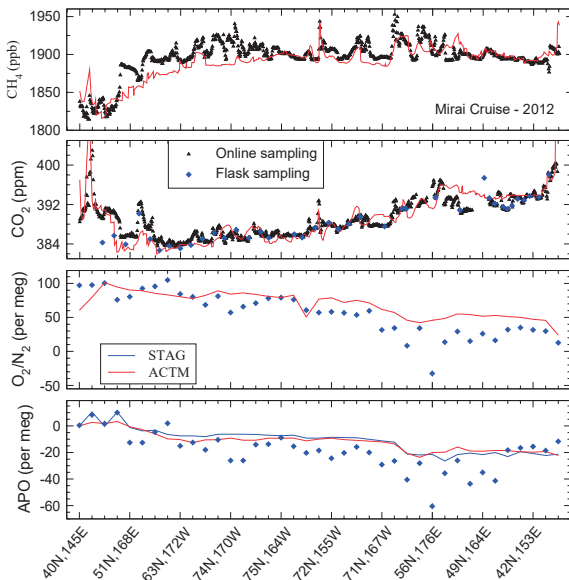 CH4 (ppb)
1900
1850
1800
Mirai Cruise - 2012
CO2 (ppm)
400
392
384
Online sampling
Flask sampling
O2/N2 (per meg)
100
50
0
50
STAG
ACTM
APO (per meg)
0
-20
-40
-60
40N,145E
51N,168E
63N,172W
74N,170W
75N,164W
72N,155W
71N,167W
56N,176E
49N,164E
42N,153E